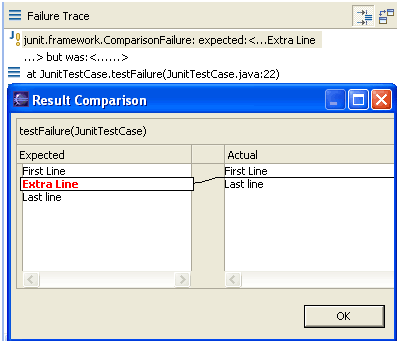 Failure Trace
junit.framework.ComparisonFailure: expected:<...Extra Line
...> but was:<......>
at JunitTestCase.testFailure(JunitTestCase.java:22)
Result Comparison
testFailure(JunitTestCase)
Expected
Actual
First Line
Extra Line
Last line
First Line
Last line
OK